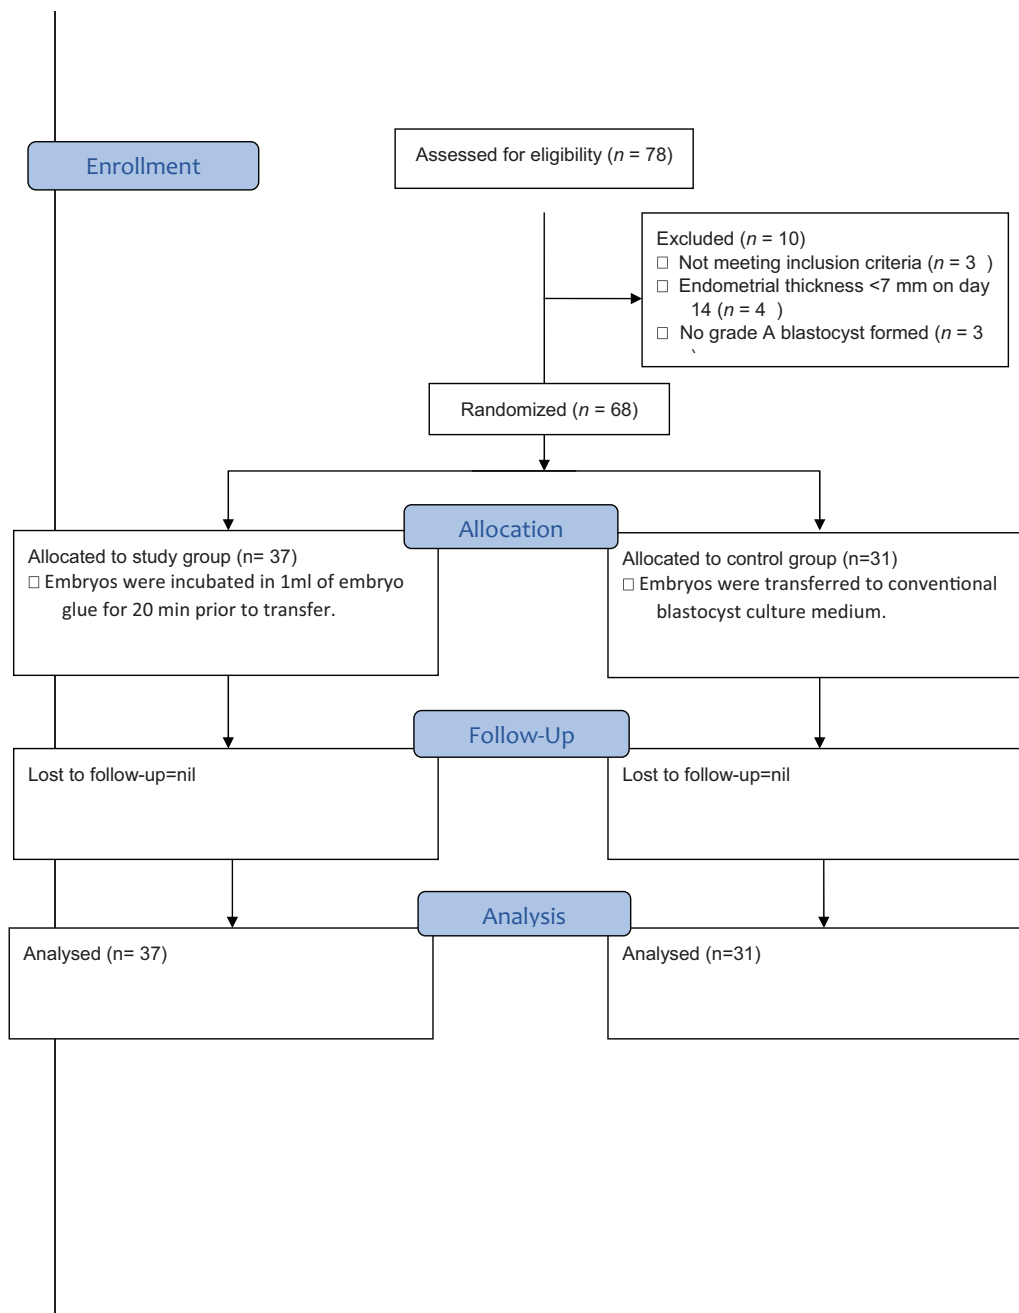 Enrollment
Assessed for eligibility (n = 78)
Excluded (n = 10)
□ Not meeting inclusion criteria (n = 3 )
□ Endometrial thickness <7 mm on day
14 (n = 4 )
□ No grade A blastocyst formed (n = 3
)
Randomized (n = 68)
Allocation
Allocated to study group (n= 37)
□ Embryos were incubated in 1ml of embryo
glue for 20 min prior to transfer.
Allocated to control group (n=31)
□ Embryos were transferred to conventional
blastocyst culture medium.
Follow-Up
Lost to follow-up=nil
Lost to follow-up=nil
Analysis
Analysed (n= 37)
Analysed (n=31)